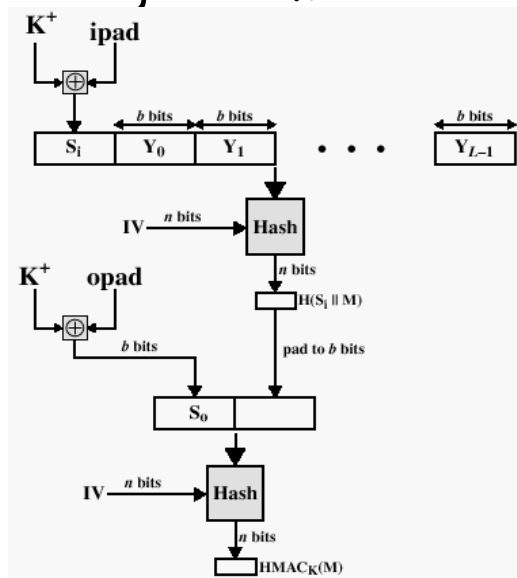 K+ ipad
b bits b bits b bits
Si Y0 Y1 • • • YL–1
IV n bits Hash
n bits
K+ opad
H(Si || M)
b bits pad to b bits
So
IV n bits Hash
n bits
HMACK(M)